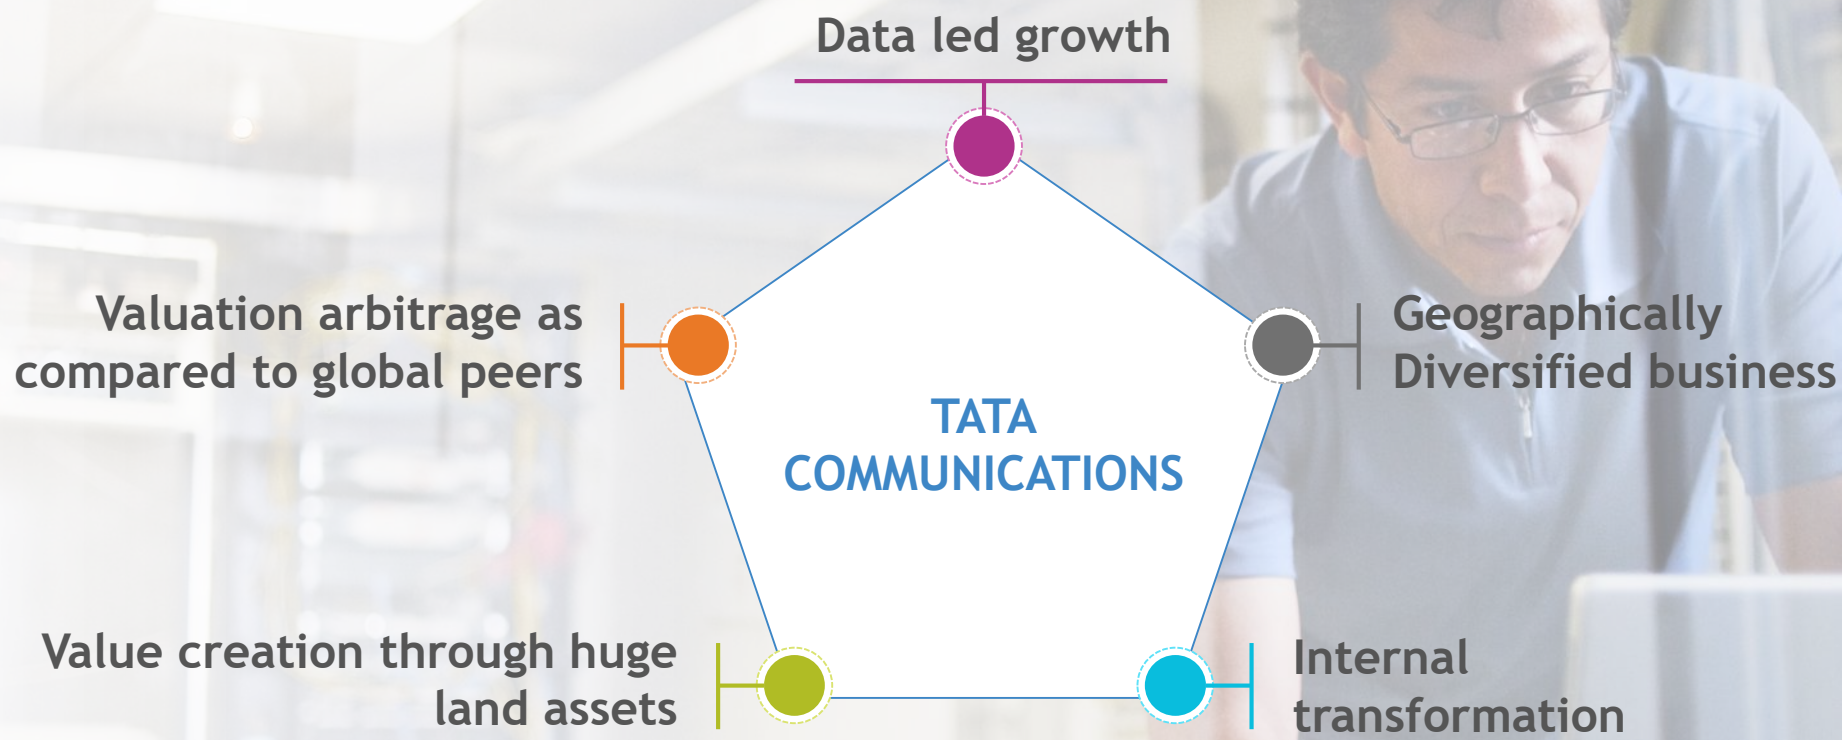 Data led growth
Valuation arbitrage as
compared to global peers
Geographically
Diversified business
TATA
COMMUNICATIONS
Value creation through huge
land assets
Internal
transformation